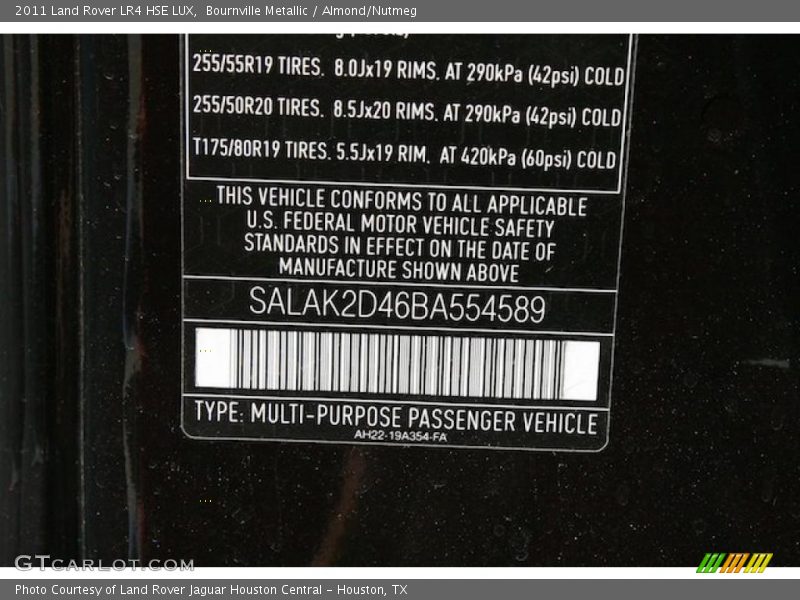 2011 Land Rover LR4 HSE LUX, Bournville Metallic / Almond/Nutmeg
255/55R19 TIRES. 8.0Jx19 RIMS. AT 290kPa (42psi) COLD
255/50R20 TIRES. 8.5Jx20 RIMS. AT 290kPa (42psi) COLD
T175/80R19 TIRES. 5.5Jx19 RIM. AT 420kPa (60psi) COLD
THIS VEHICLE CONFORMS TO ALL APPLICABLE
U.S. FEDERAL MOTOR VEHICLE SAFETY
STANDARDS IN EFFECT ON THE DATE OF
MANUFACTURE SHOWN ABOVE
SALAK2D46BA554589
TYPE: MULTI-PURPOSE PASSENGER VEHICLE
AH22-19A354-FA
GTCARLOT.COM
Photo Courtesy of Land Rover Jaguar Houston Central - Houston, TX